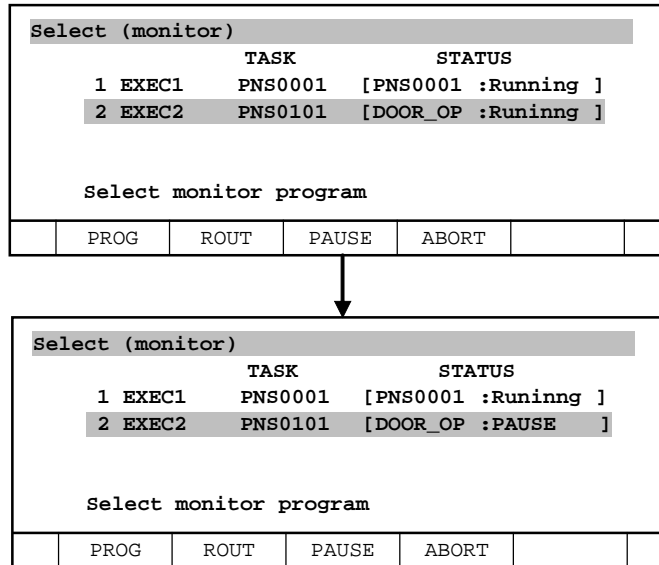 Select (monitor)
TASK STATUS
1 EXEC1 PNS0001 [PNS0001 :Running ]
2 EXEC2 PNS0101 [DOOR_OP :Runinng ]
Select monitor program
PROG ROUT PAUSE ABORT
Select (monitor)
TASK STATUS
1 EXEC1 PNS0001 [PNS0001 :Runinng ]
2 EXEC2 PNS0101 [DOOR_OP :PAUSE ]
Select monitor program
PROG ROUT PAUSE ABORT